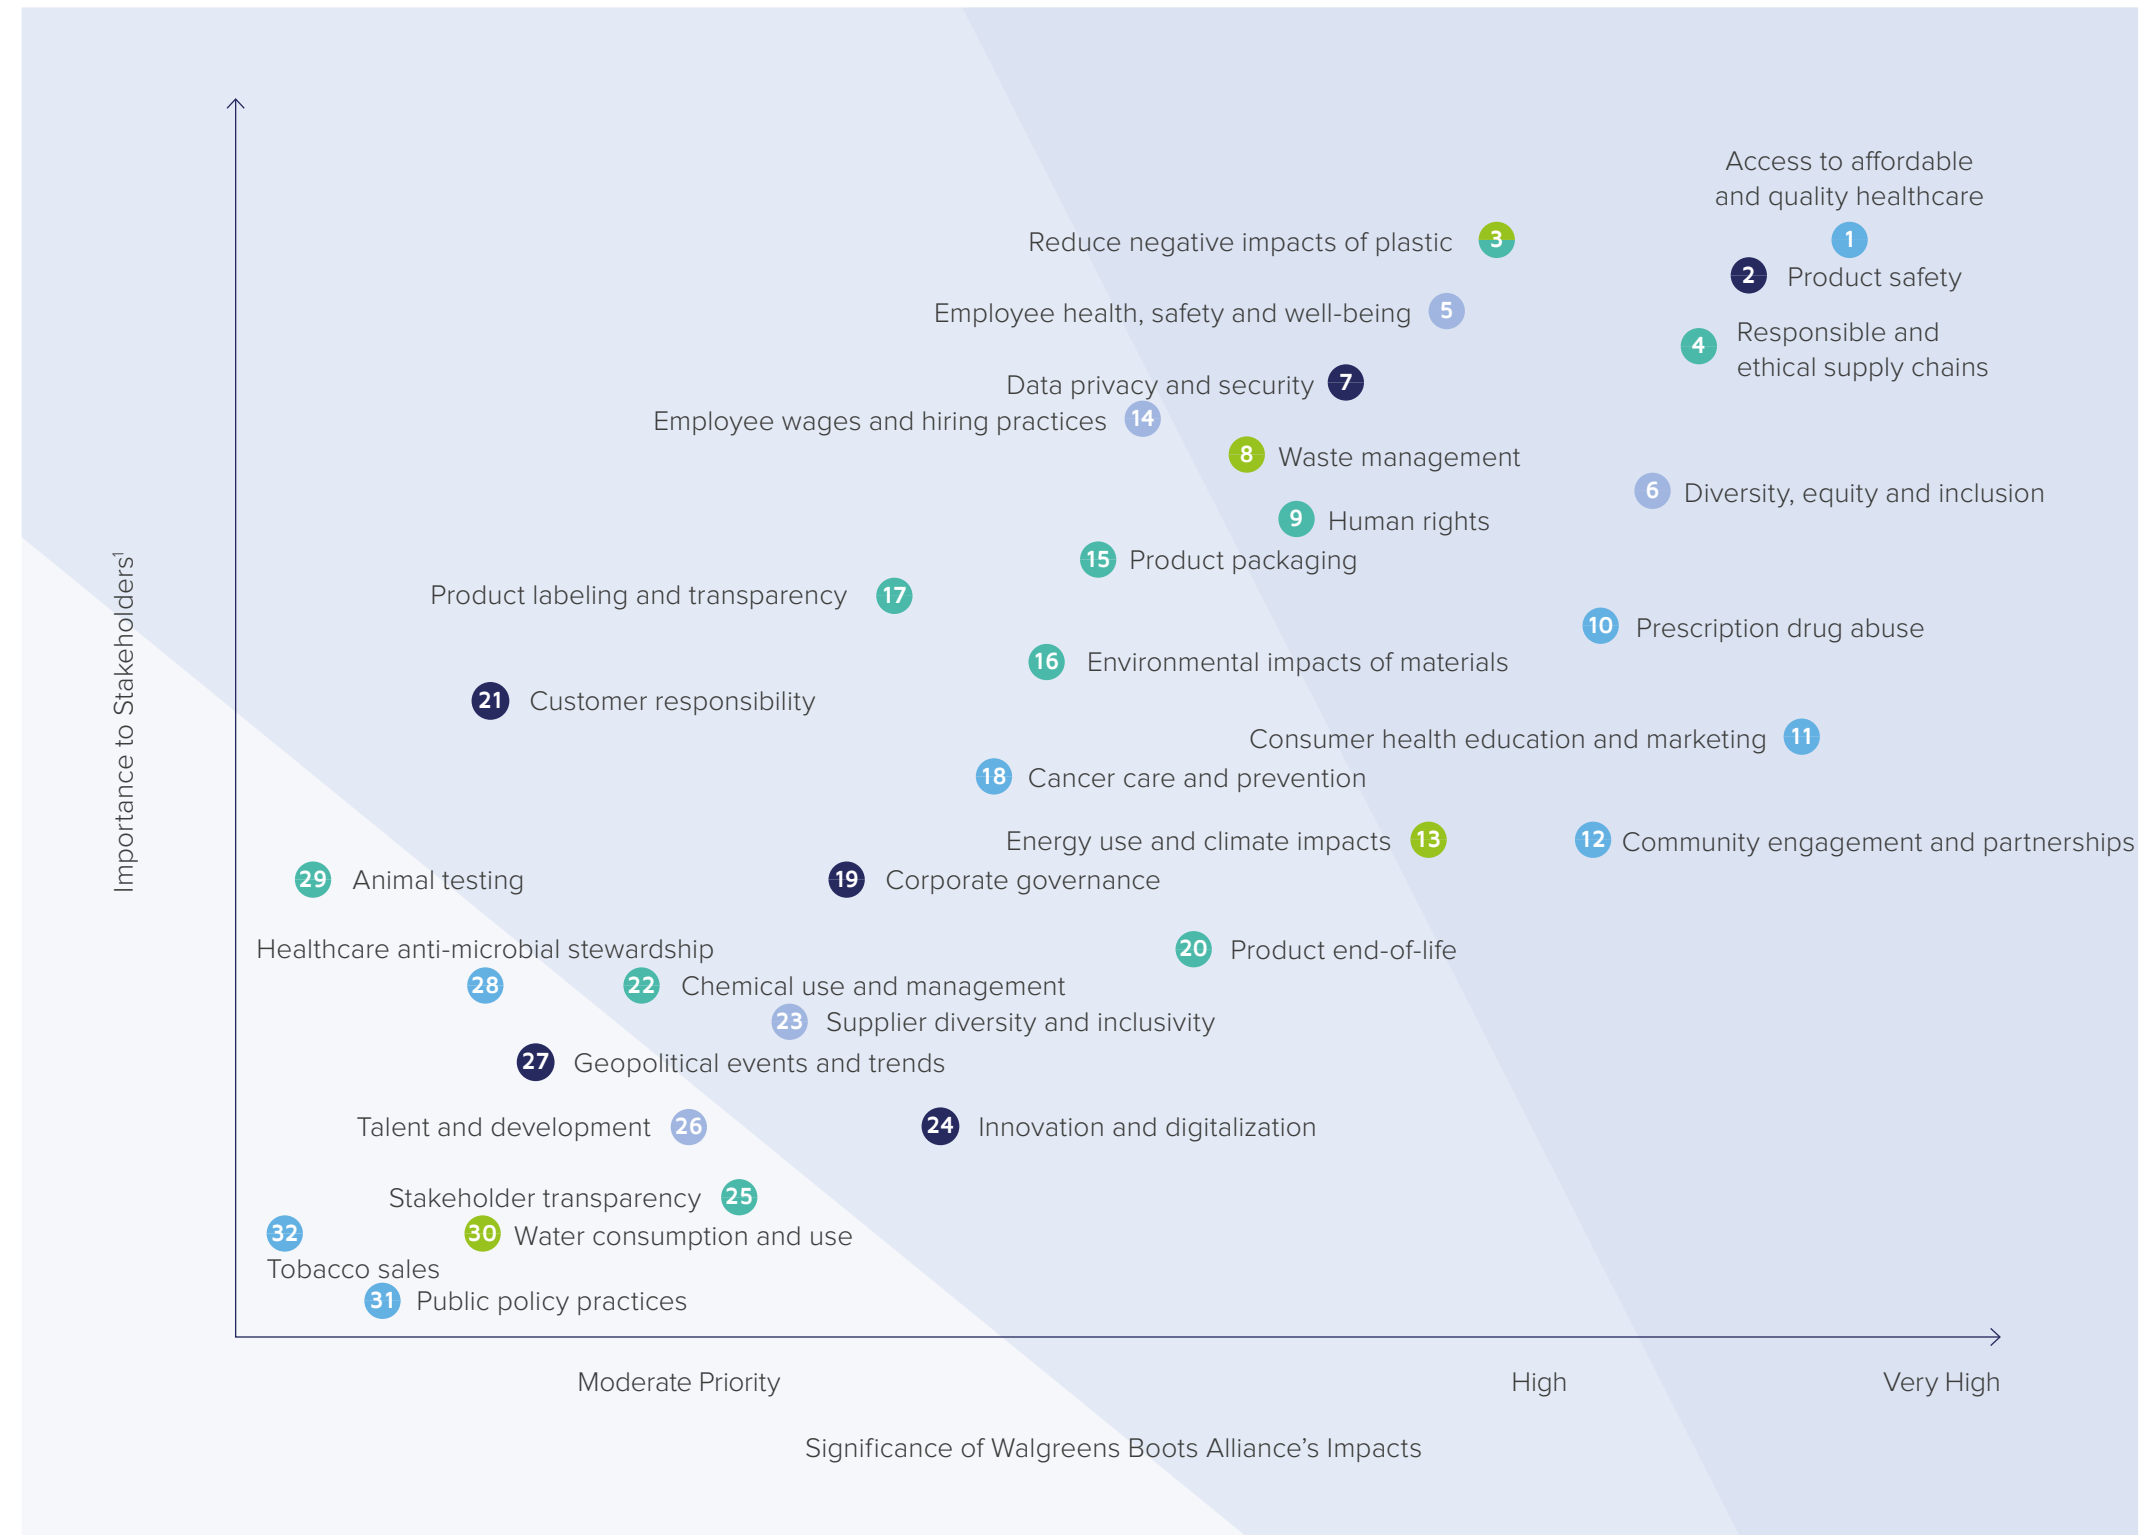 Access to affordable
and quality healthcare
Reduce negative impacts of plastic 3
1
2 Product safety
Employee health, safety and well-being 5
4 Responsible and
ethical supply chains
Data privacy and security 7
Employee wages and hiring practices 14
8 Waste management
6 Diversity, equity and inclusion
9 Human rights
15 Product packaging
Product labeling and transparency 17
10 Prescription drug abuse
16 Environmental impacts of materials
21 Customer responsibility
Consumer health education and marketing 11
18 Cancer care and prevention
Energy use and climate impacts 13
12 Community engagement and partnerships
29 Animal testing
19 Corporate governance
Healthcare anti-microbial stewardship
28
20 Product end-of-life
22 Chemical use and management
23 Supplier diversity and inclusivity
27 Geopolitical events and trends
Talent and development 26
24 Innovation and digitalization
Stakeholder transparency 25
32
Tobacco sales
30 Water consumption and use
31 Public policy practices
Importance to Stakeholders¹
Moderate Priority
High
Very High
Significance of Walgreens Boots Alliance’s Impacts